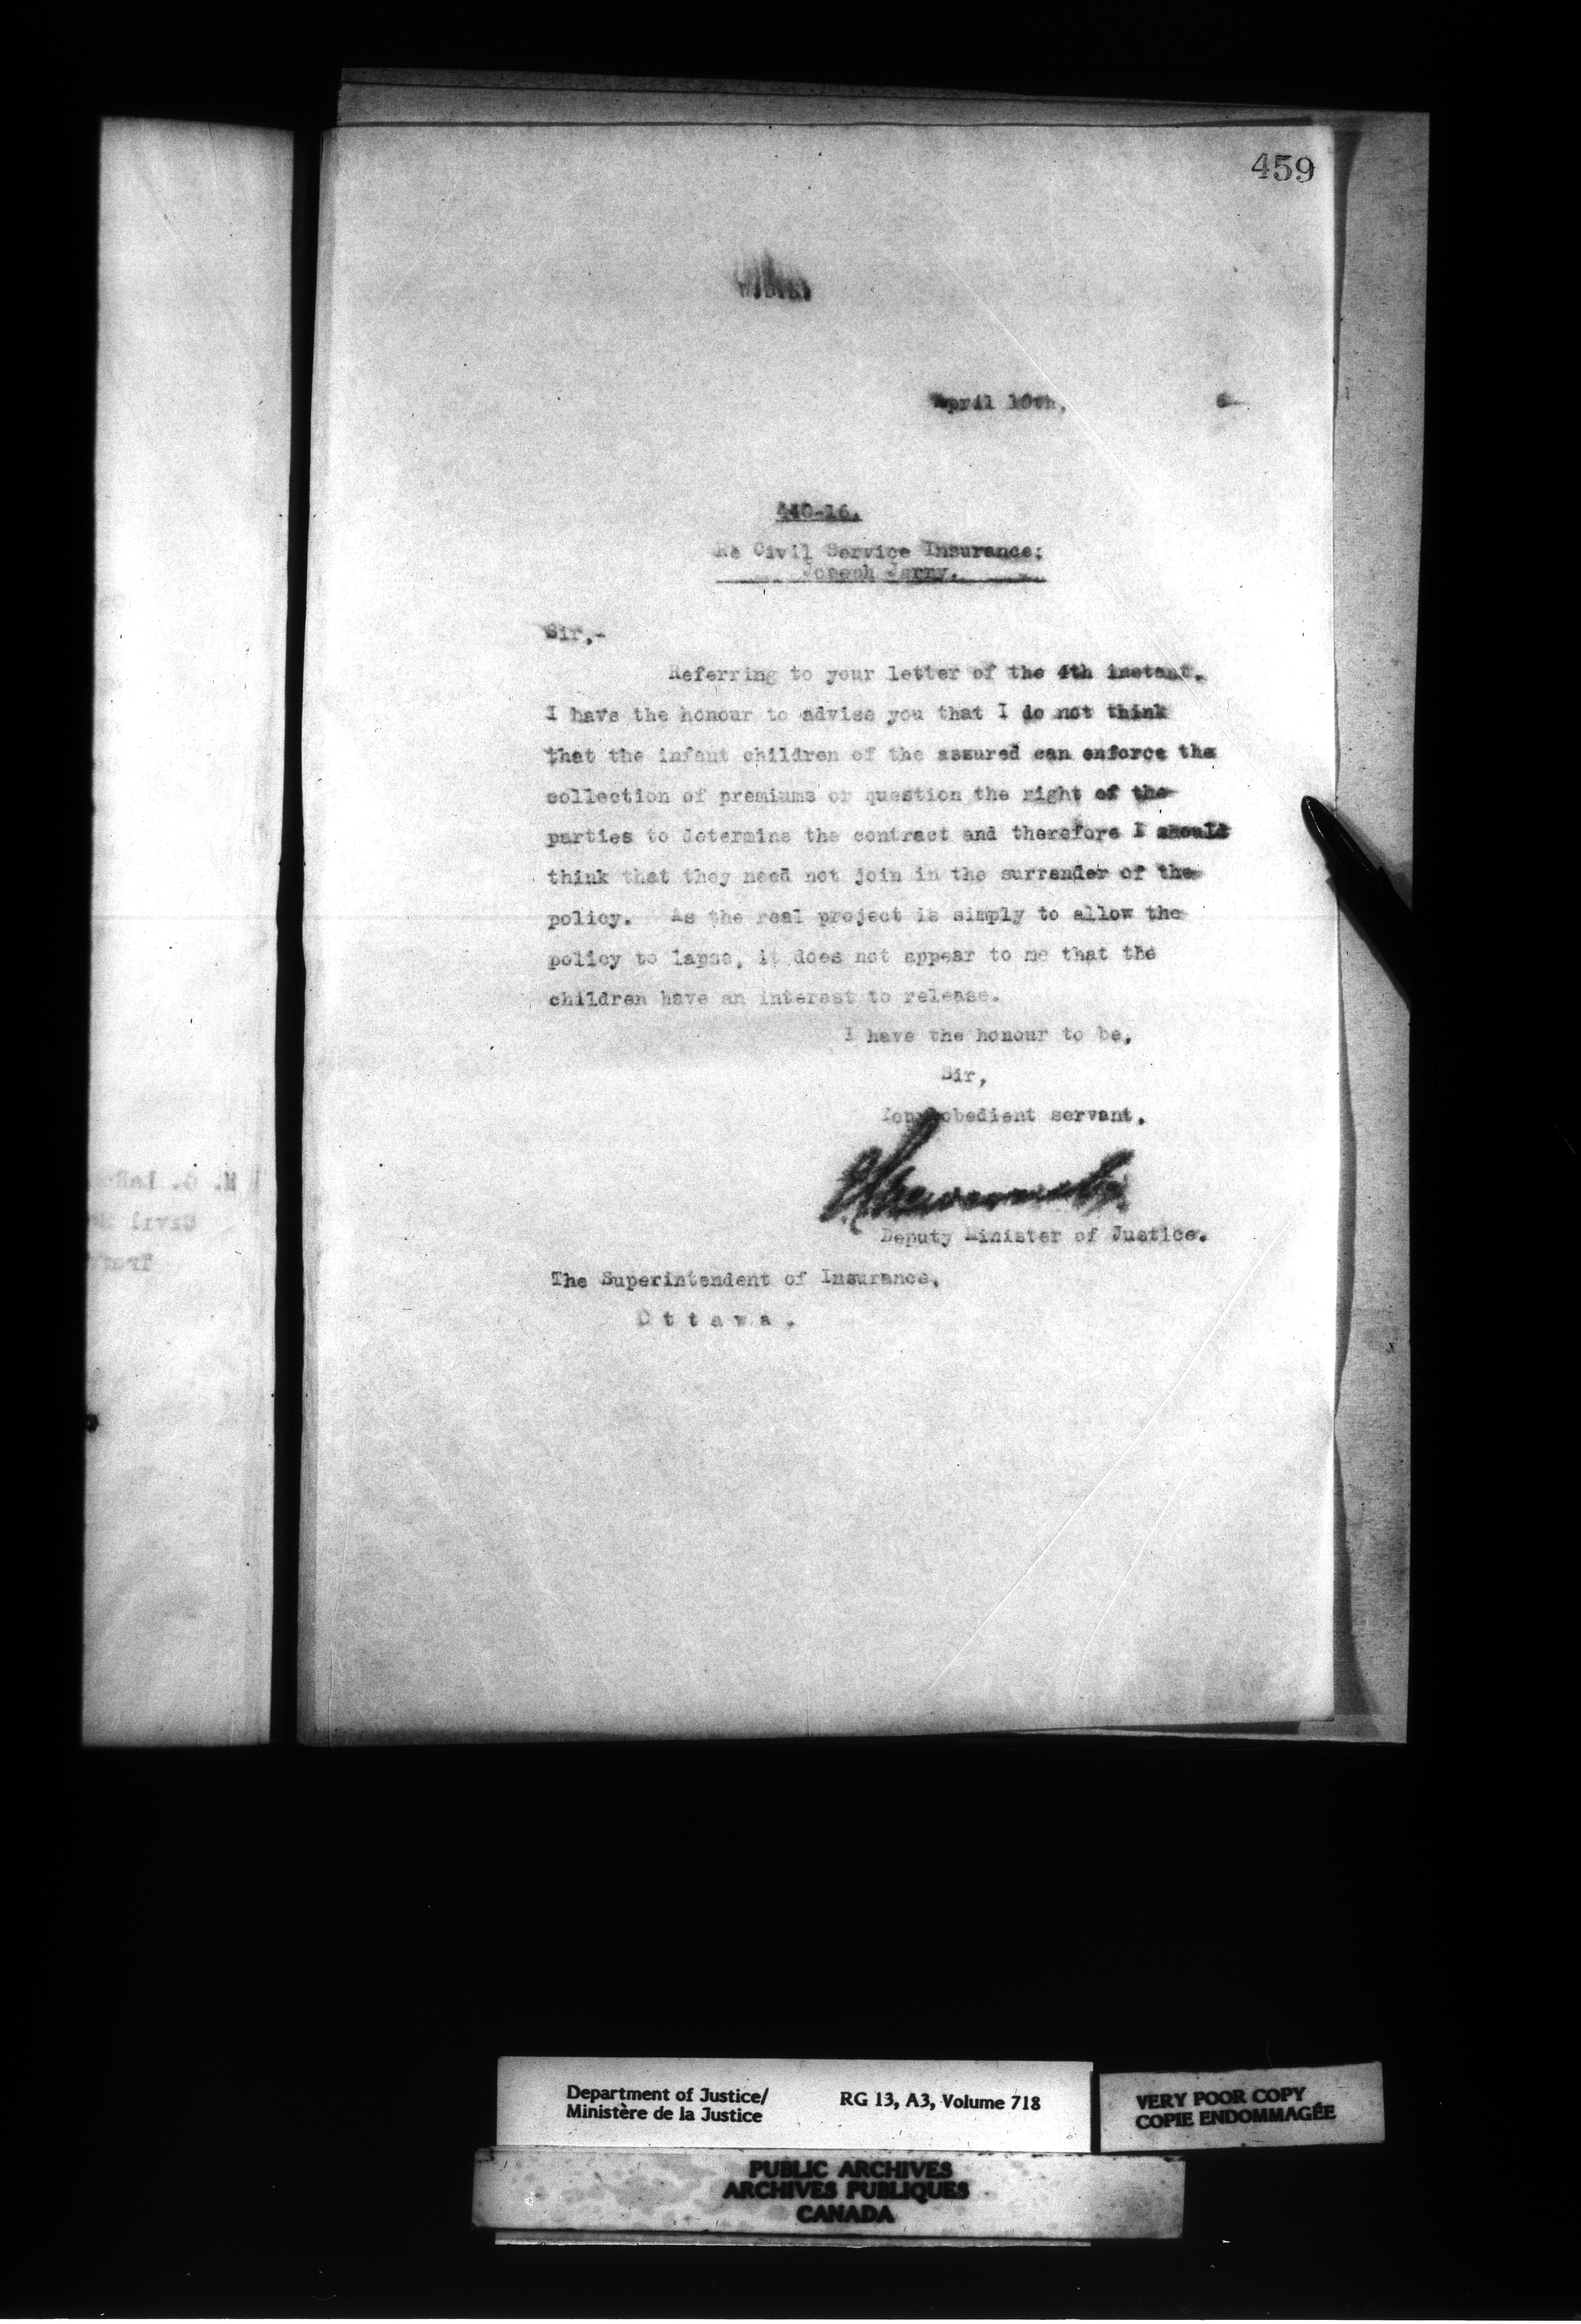 459
April 10th,
440-16.
Re Civil Service Insurance:
Joseph Jarry.
Sir,-
Referring to your letter of the 4th instant,
I have the honour to advise you that I do not think
that the infant children of the assured can enforce the
collection of premiums or question the right of the
parties to determine the contract and therefore I should
think that they need not join in the surrender of the
policy. As the real project is simply to allow the
policy to lapse, it does not appear to me that the
children have an interest to release.
I have the honour to be,
Sir,
Your obedient servant,
Deputy Minister of Justice.
The Superintendent of Insurance,
Ottawa.
Department of Justice/
Ministère de la Justice
RG 13, A3, Volume 718
VERY POOR COPY
COPIE ENDOMMAGÉE
PUBLIC ARCHIVES
ARCHIVES PUBLIQUES
CANADA